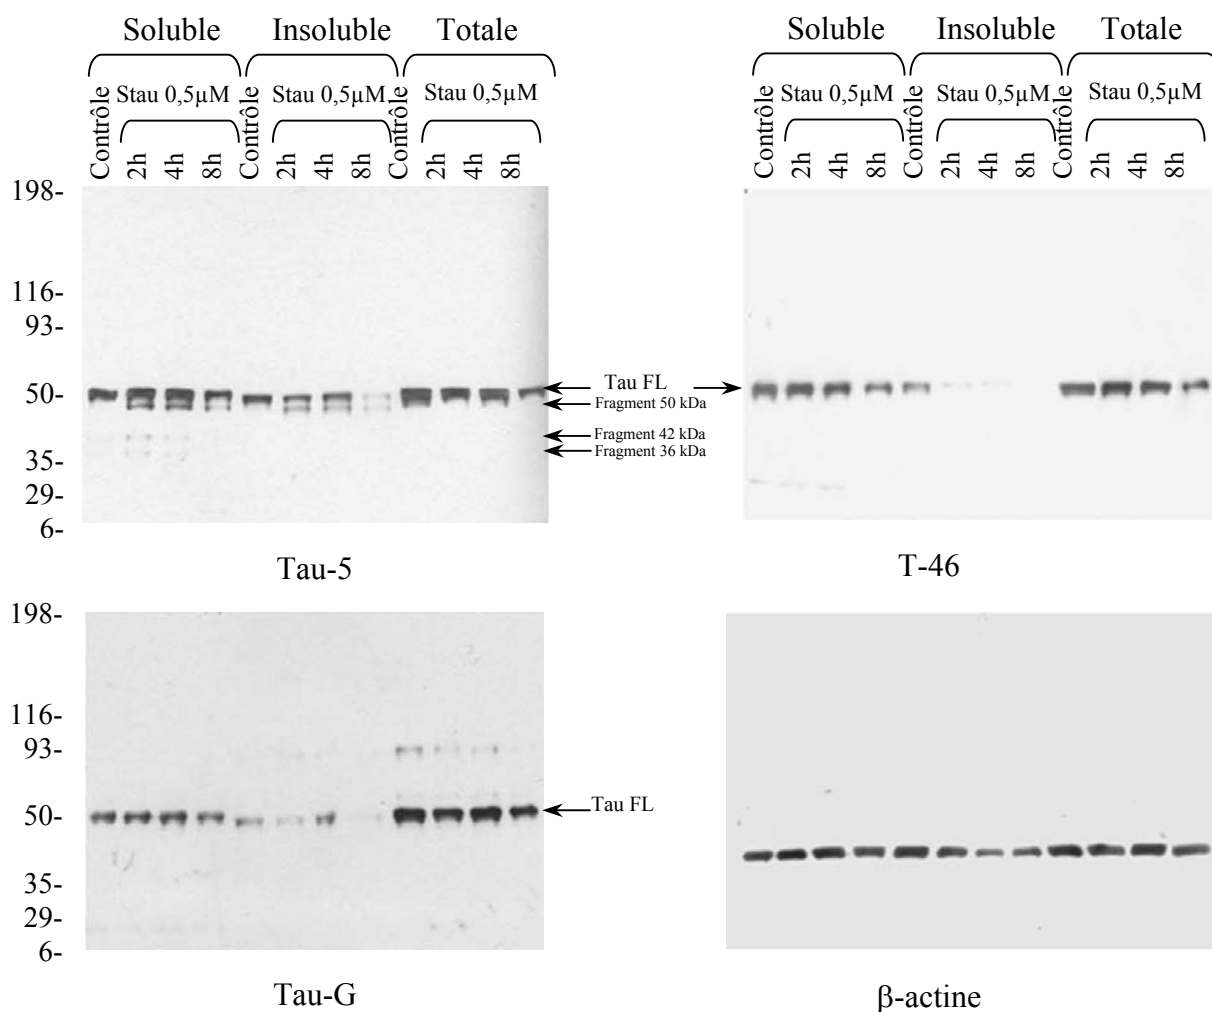 Soluble Insoluble Totale
Contrôle Stau 0,5µM Contrôle Stau 0,5µM Contrôle Stau 0,5µM
2h 4h 8h 2h 4h 8h 2h 4h 8h
198-
116-
93-
50-
35-
29-
6-
Tau FL
Fragment 50 kDa
Fragment 42 kDa
Fragment 36 kDa
Tau-5
Soluble Insoluble Totale
Contrôle Stau 0,5µM Contrôle Stau 0,5µM Contrôle Stau 0,5µM
2h 4h 8h 2h 4h 8h 2h 4h 8h
T-46
198-
116-
93-
50-
35-
29-
6-
Tau FL
Tau-G
β-actine